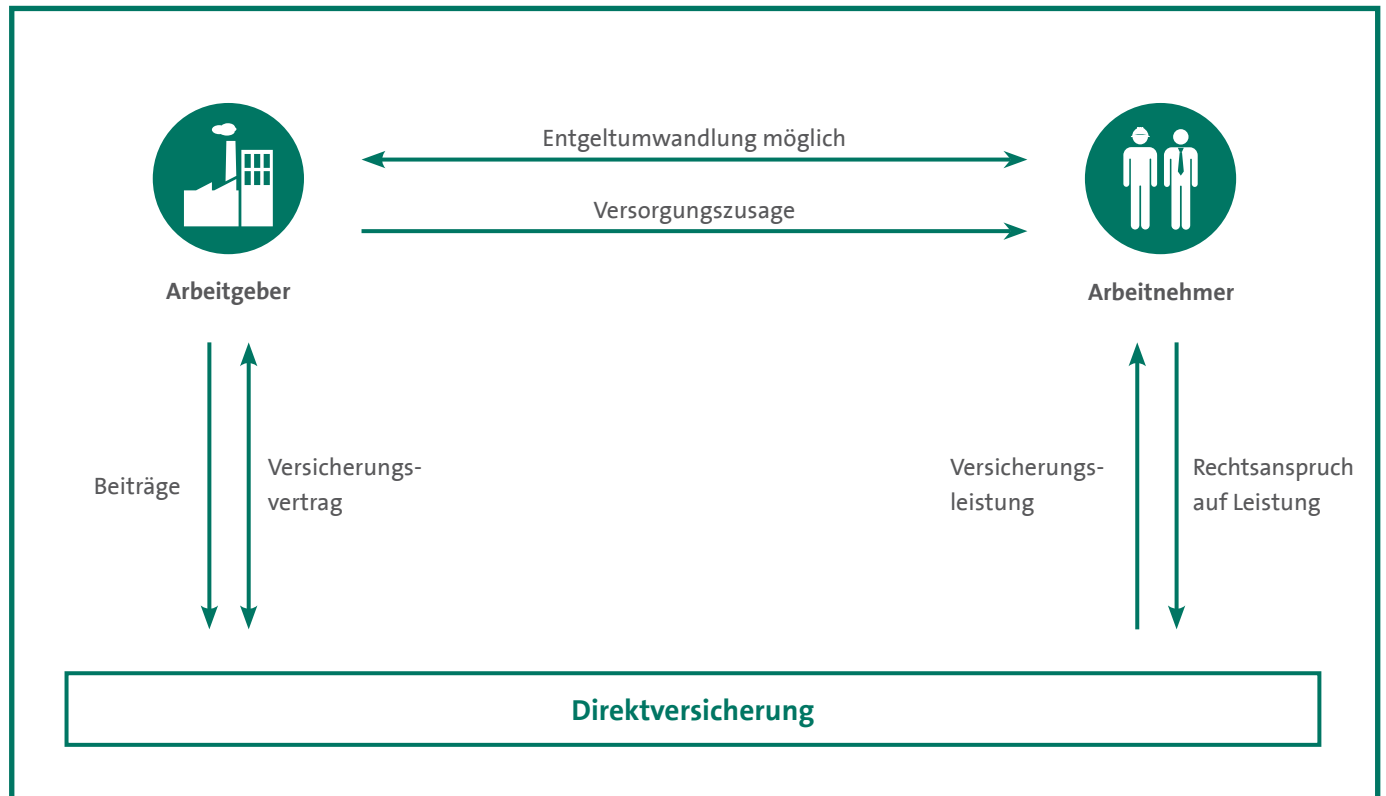 Entgeltumwandlung möglich
Versorgungszusage
Arbeitgeber
Arbeitnehmer
Beiträge
Versicherungs-
vertrag
Versicherungs-
leistung
Rechtsanspruch
auf Leistung
Direktversicherung